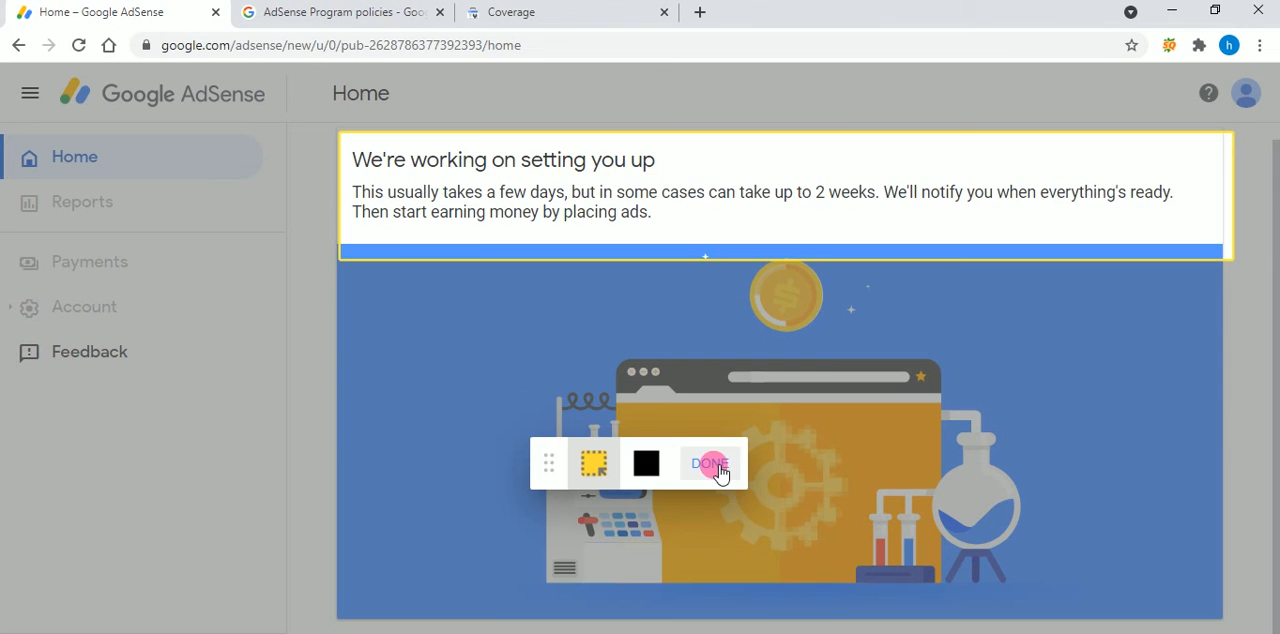 Home – Google AdSense
AdSense Program policies - Goo
Coverage
google.com/adsense/new/u/0/pub-2628786377392393/home
h
Google AdSense
Home
Home
Reports
Payments
Account
Feedback
We're working on setting you up
This usually takes a few days, but in some cases can take up to 2 weeks. We'll notify you when everything's ready.
Then start earning money by placing ads.
DONE